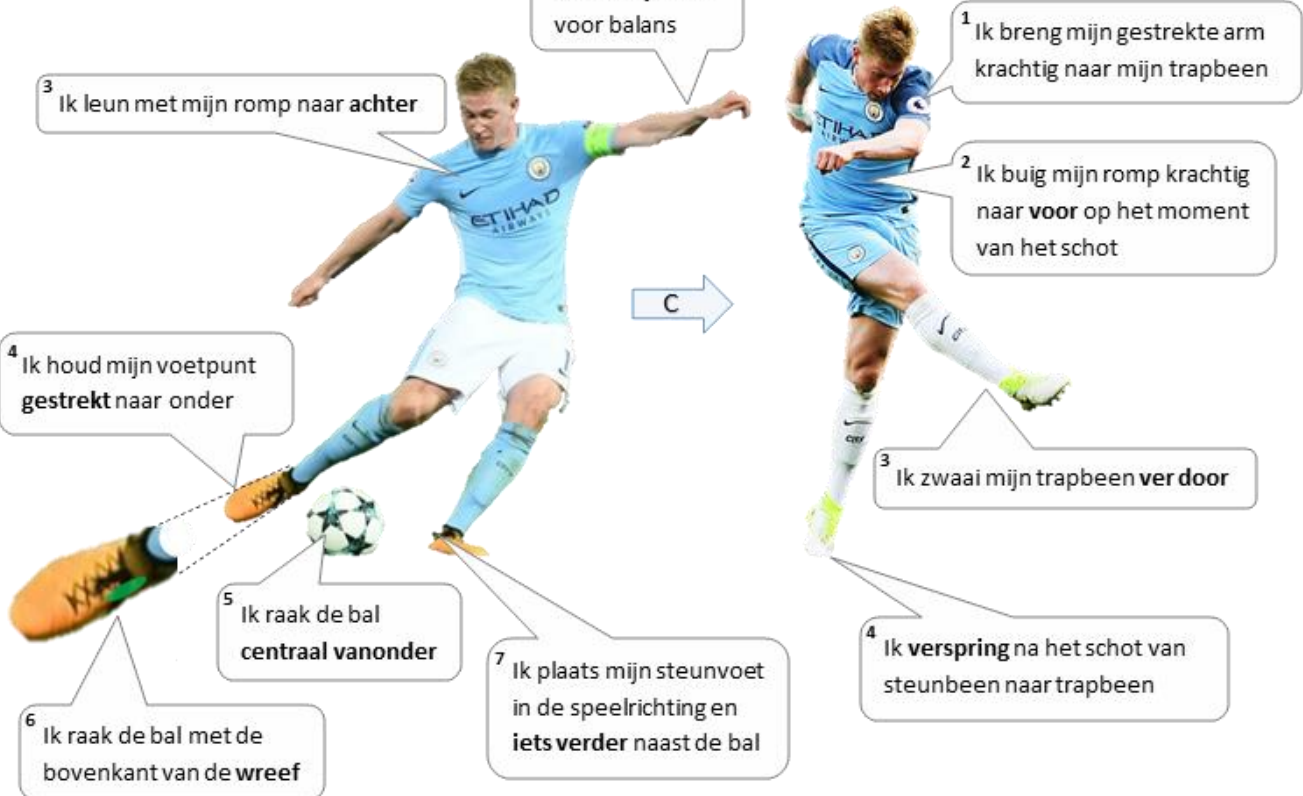 voor balans
3 Ik leun met mijn romp naar achter
ETIHAD
AIRWAYS
4 Ik houd mijn voetpunt
gestrekt naar onder
5 Ik raak de bal
centraal vanonder
6 Ik raak de bal met de
bovenkant van de wreef
7 Ik plaats mijn steunvoet
in de speelrichting en
iets verder naast de bal
C
1 Ik breng mijn gestrekte arm
krachtig naar mijn trapbeen
2 Ik buig mijn romp krachtig
naar voor op het moment
van het schot
3 Ik zwaai mijn trapbeen ver door
4 Ik verspring na het schot van
steunbeen naar trapbeen